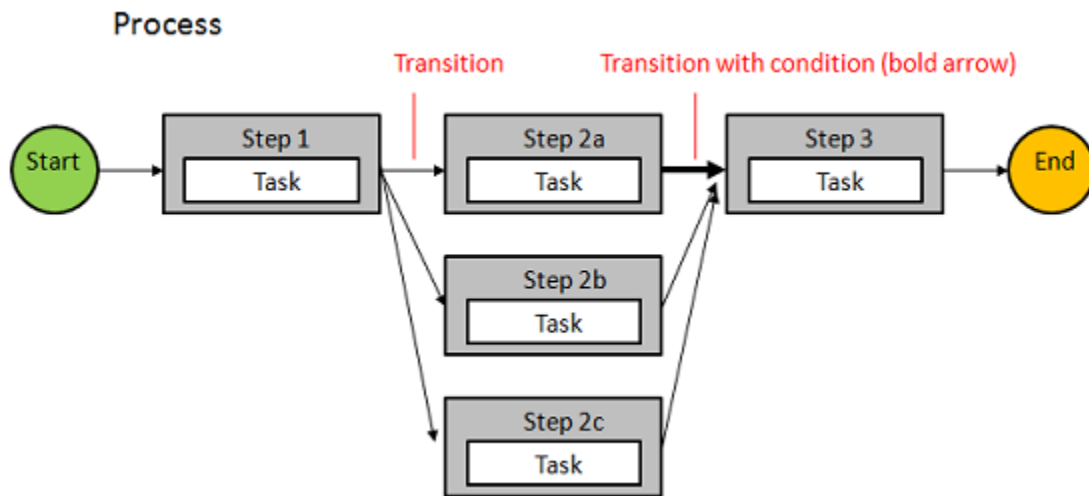 Process
Transition
Transition with condition (bold arrow)
Start
Step 1
Task
Step 2a
Task
Step 3
Task
End
Step 2b
Task
Step 2c
Task